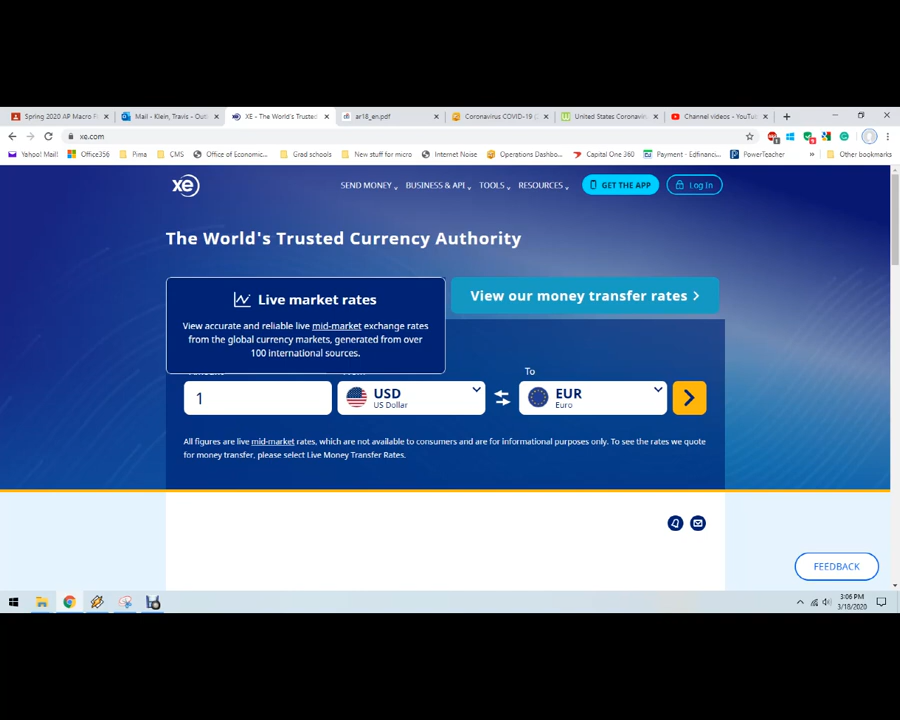 Spring 2020 AP Macro F
Mail - Klein, Travis - Out
XE - The World's Trusted
ar18_en.pdf
Coronavirus COVID-19 (2
United States Coronavi
Channel videos - YouTu
xe.com
Yahoo! Mail
Office356
Pima
CMS
Office of Economic...
Grad schools
New stuff for micro
Internet Noise
Operations Dashbo...
Capital One 360
Payment - Edfinanci...
PowerTeacher
Other bookmarks
xe
SEND MONEY
BUSINESS & API
TOOLS
RESOURCES
GET THE APP
Log In
The World's Trusted Currency Authority
Live market rates
View our money transfer rates
View accurate and reliable live mid-market exchange rates
from the global currency markets, generated from over
100 international sources.
To
1
USD
US Dollar
EUR
Euro
All figures are live mid-market rates, which are not available to consumers and are for informational purposes only. To see the rates we quote
for money transfer, please select Live Money Transfer Rates.
FEEDBACK
3:06 PM
3/18/2020